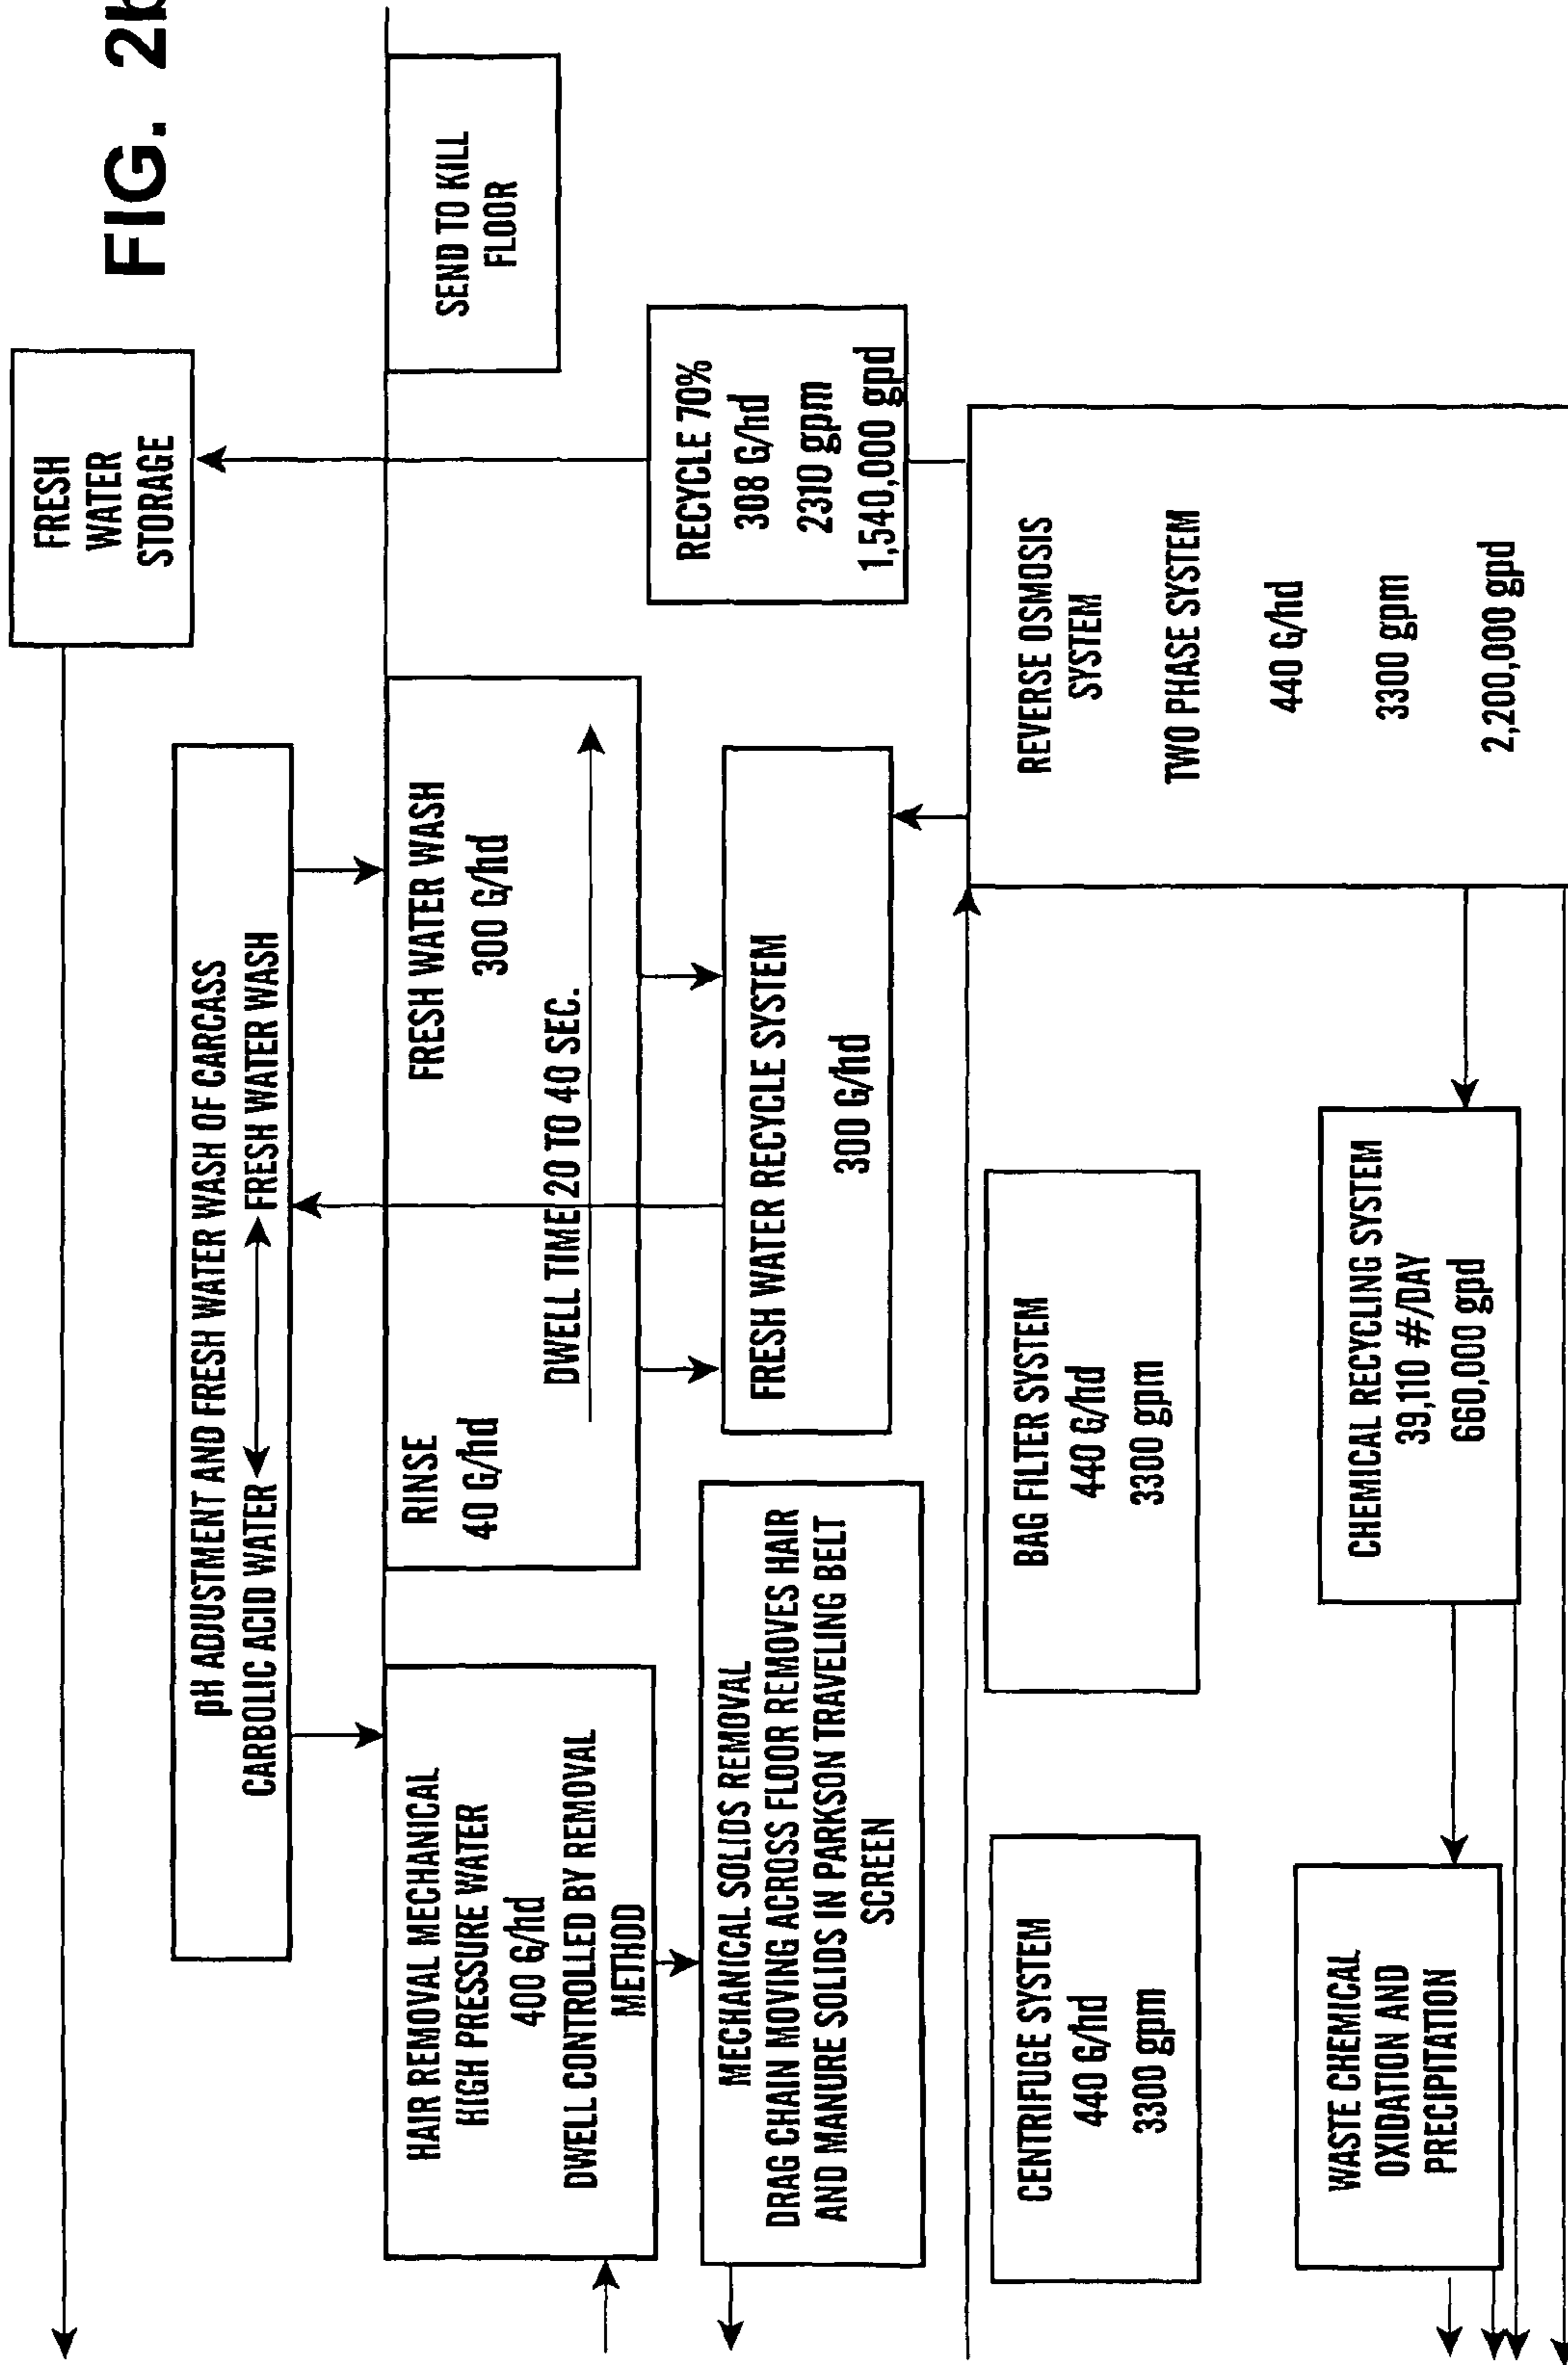 FIG. 2b
FRESH
WATER
STORAGE
pH ADJUSTMENT AND FRESH WATER WASH OF CARCASS
CARBOLIC ACID WATER FRESH WATER WASH
HAIR REMOVAL MECHANICAL
HIGH PRESSURE WATER
400 G/hd
DWELL CONTROLLED BY REMOVAL
METHOD
RINSE
40 G/hd
FRESH WATER WASH
300 G/hd
DWELL TIME 20 TO 40 SEC.
SEND TO KILL
FLOOR
MECHANICAL SOLIDS REMOVAL
DRAG CHAIN MOVING ACROSS FLOOR REMOVES HAIR
AND MANURE SOLIDS IN PARKSON TRAVELING BELT
SCREEN
FRESH WATER RECYCLE SYSTEM
300 G/hd
RECYCLE 70%
308 G/hd
2310 gpm
1,540,000 gpd
CENTRIFUGE SYSTEM
440 G/hd
3300 gpm
BAG FILTER SYSTEM
440 G/hd
3300 gpm
REVERSE OSMOSIS
SYSTEM
TWO PHASE SYSTEM
440 G/hd
3300 gpm
2,200,000 gpd
WASTE CHEMICAL
OXIDATION AND
PRECIPITATION
CHEMICAL RECYCLING SYSTEM
39,110 #/DAY
660,000 gpd